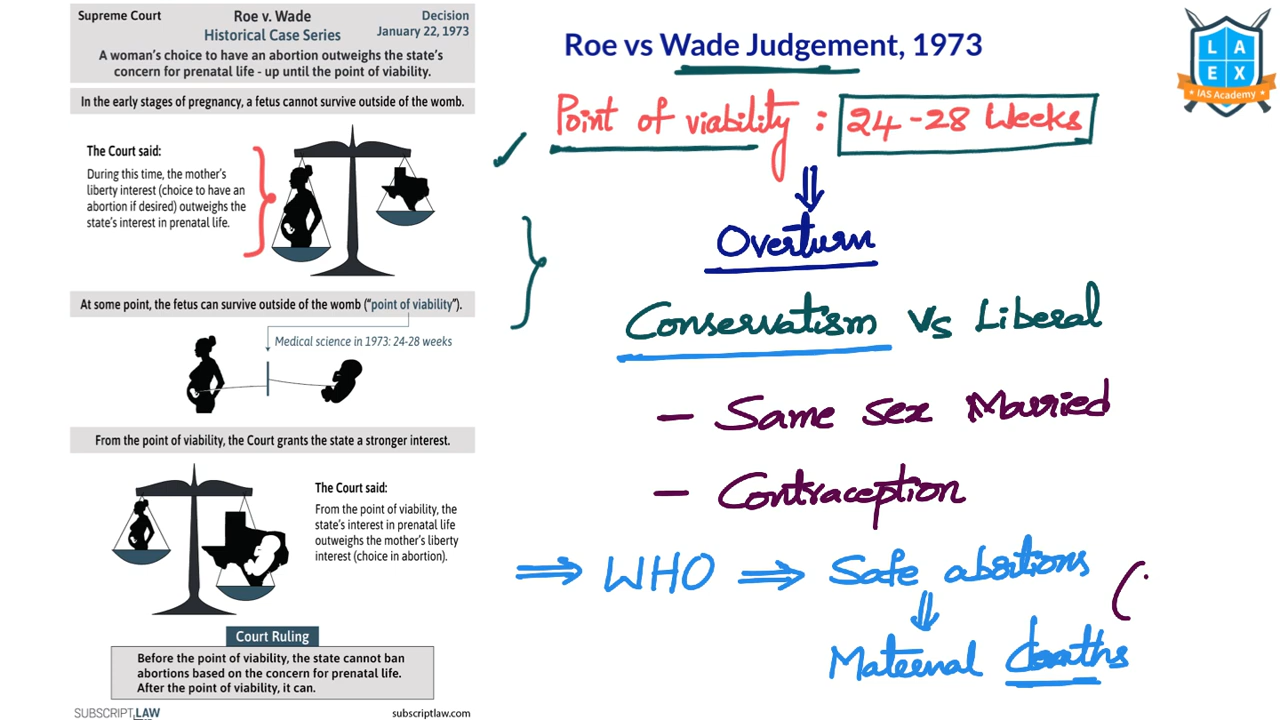 Supreme Court
Roe v. Wade
Historical Case Series
Decision
January 22, 1973
A woman's choice to have an abortion outweighs the state's
concern for prenatal life - up until the point of viability.
In the early stages of pregnancy, a fetus cannot survive outside of the womb.
The Court said:
During this time, the mother's
liberty interest (choice to have an
abortion if desired) outweighs the
state's interest in prenatal life.
At some point, the fetus can survive outside of the womb ("point of viability").
Medical science in 1973: 24-28 weeks
From the point of viability, the Court grants the state a stronger interest.
The Court said:
From the point of viability, the
state's interest in prenatal life
outweighs the mother's liberty
interest (choice in abortion).
Court Ruling
Before the point of viability, the state cannot ban
abortions based on the concern for prenatal life.
After the point of viability, it can.
SUBSCRIPT LAW
subscriptlaw.com
Roe vs Wade Judgement, 1973
Point of viability : 24-28 Weeks
⇓
Overturn
Conservatism Vs Liberal
- Same sex Married
- Contraception
⇒ WHO ⇒ Safe abortions (
⇓
Maternal deaths
L A
E X
IAS Academy